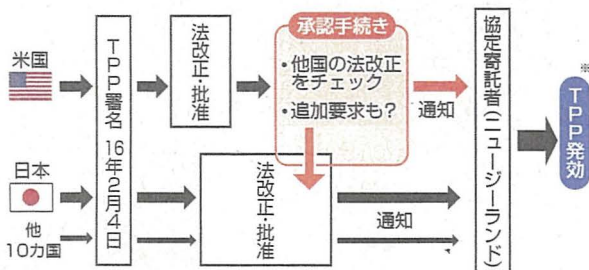 米国
日本
他
10カ国
TPP署名 16年2月4日
法改正・批准
承認手続き
・他国の法改正
をチェック
・追加要求も?
通知
法改正・批准
通知
協定寄託者(ニュージーランド)
※
TPP発効